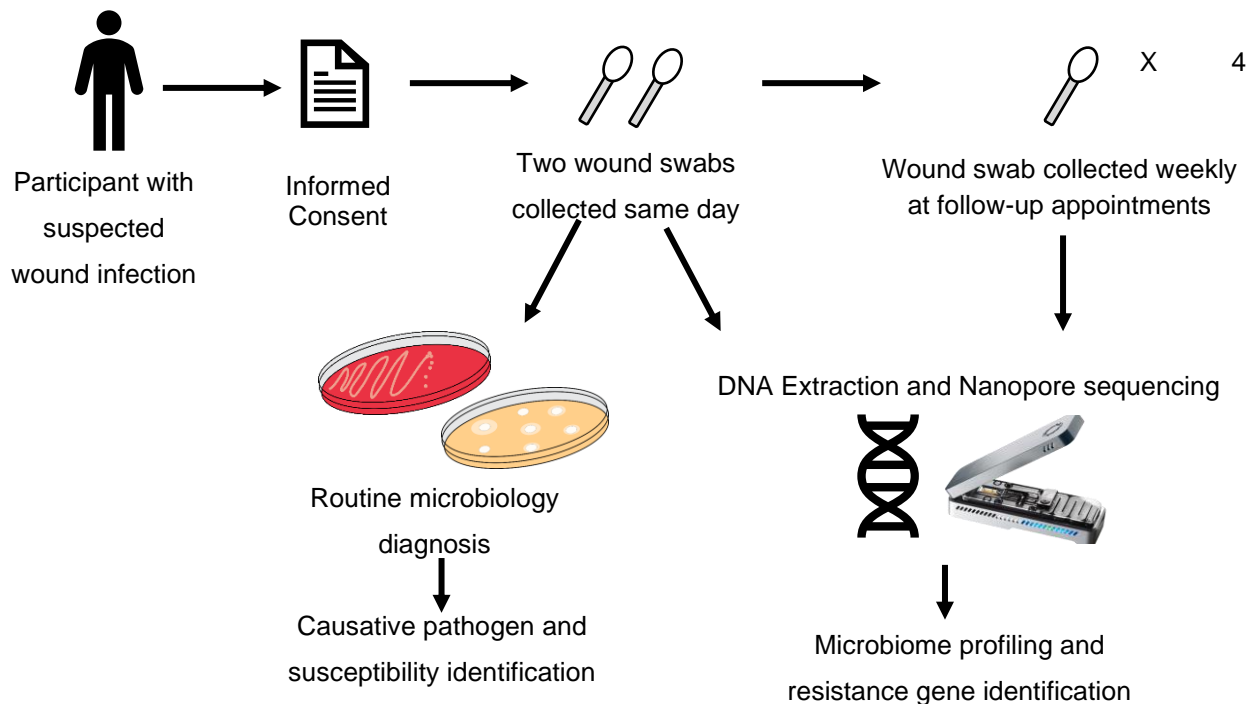 X 4
Participant with
suspected
wound infection
Informed
Consent
Two wound swabs
collected same day
Wound swab collected weekly
at follow-up appointments
DNA Extraction and Nanopore sequencing
Routine microbiology
diagnosis
Causative pathogen and
susceptibility identification
Microbiome profiling and
resistance gene identification